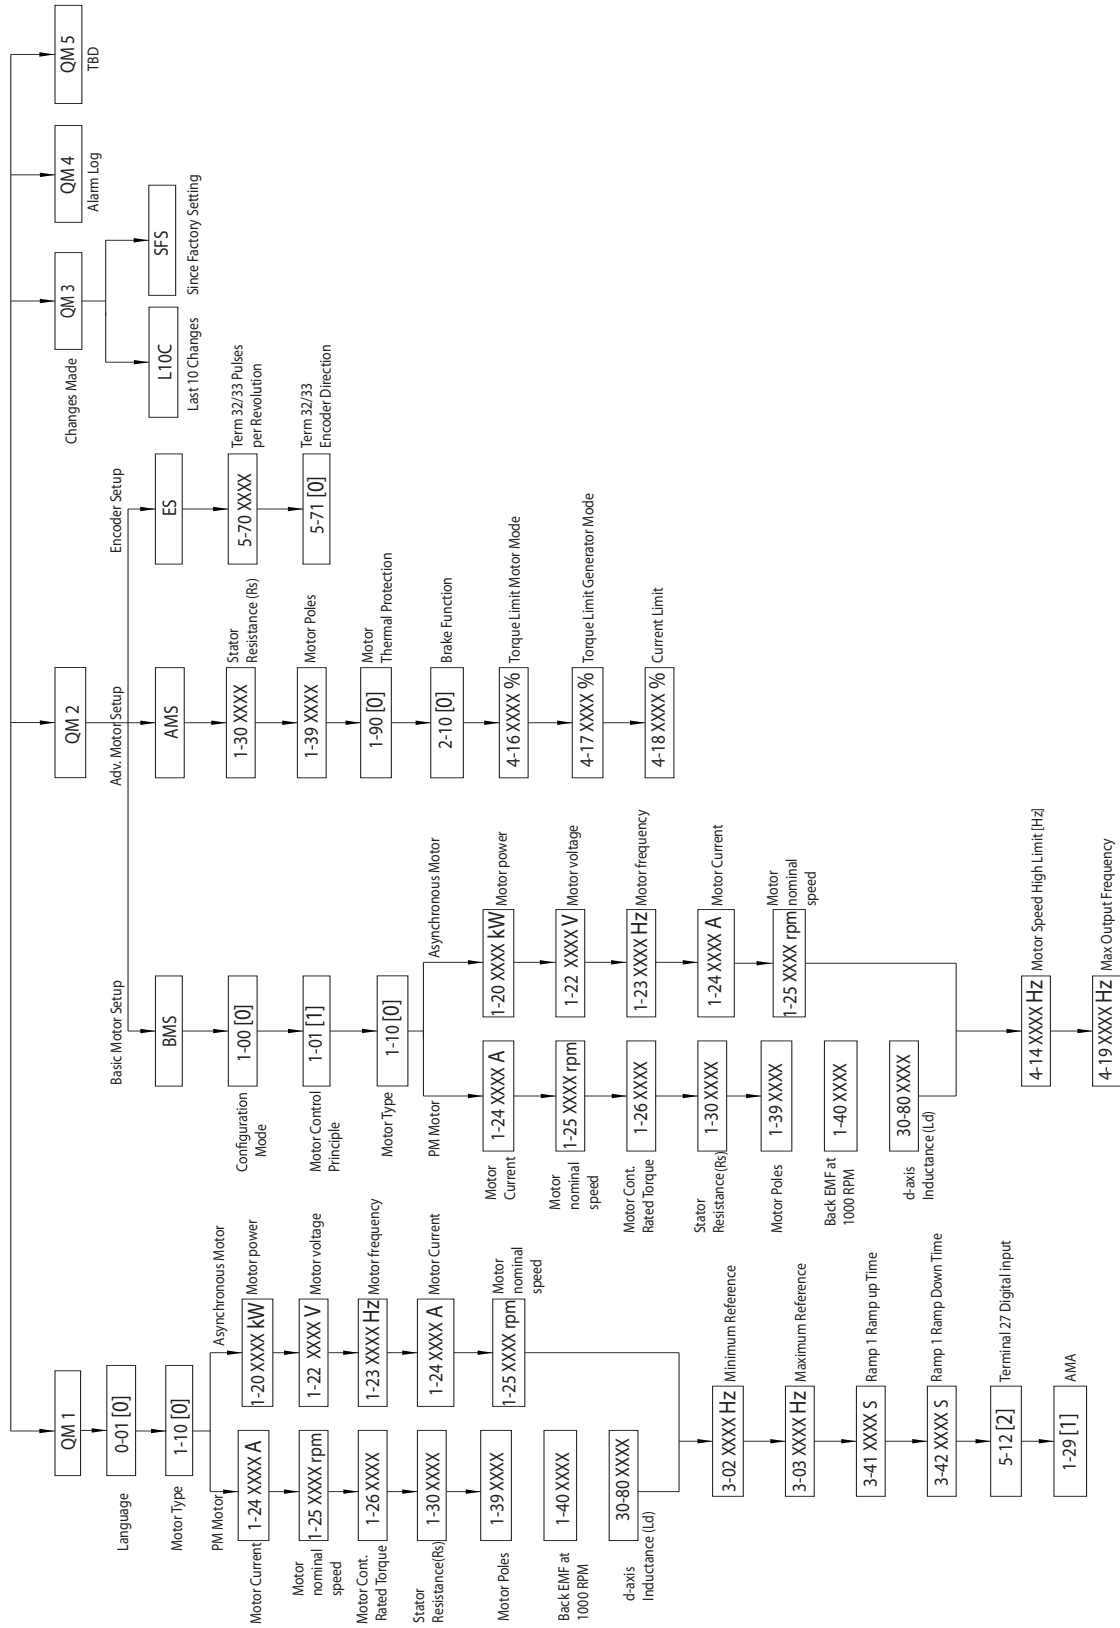 QM 1
Language
0-01 [0]
Motor Type
1-10 [0]
PM Motor
Motor Current
1-24 XXXX A
Motor
nominal
speed
1-25 XXXX rpm
Motor Cont.
Rated Torque
1-26 XXXX
Stator
Resistance(Rs)
1-30 XXXX
Motor Poles
1-39 XXXX
Back EMF at
1000 RPM
1-40 XXXX
d-axis
Inductance (Ld)
30-80 XXXX
Asynchronous Motor
1-20 XXXX kW
Motor power
1-22 XXXX V
Motor voltage
1-23 XXXX Hz
Motor frequency
1-24 XXXX A
Motor Current
1-25 XXXX rpm
Motor
nominal
speed
3-02 XXXX Hz
Minimum Reference
3-03 XXXX Hz
Maximum Reference
3-41 XXXX S
Ramp 1 Ramp up Time
3-42 XXXX S
Ramp 1 Ramp Down Time
5-12 [2]
Terminal 27 Digital input
1-29 [1]
AMA
QM 2
Basic Motor Setup
BMS
Configuration
Mode
1-00 [0]
Motor Control
Principle
1-01 [1]
Motor Type
1-10 [0]
PM Motor
Motor
Current
1-24 XXXX A
Motor
nominal
speed
1-25 XXXX rpm
Motor Cont.
Rated Torque
1-26 XXXX
Stator
Resistance(Rs)
1-30 XXXX
Motor Poles
1-39 XXXX
Back EMF at
1000 RPM
1-40 XXXX
d-axis
Inductance (Ld)
30-80 XXXX
Asynchronous Motor
1-20 XXXX kW
Motor power
1-22 XXXX V
Motor voltage
1-23 XXXX Hz
Motor frequency
1-24 XXXX A
Motor Current
1-25 XXXX rpm
Motor
nominal
speed
4-14 XXXX Hz
Motor Speed High Limit [Hz]
4-19 XXXX Hz
Max Output Frequency
Adv. Motor Setup
AMS
1-30 XXXX
Stator
Resistance (Rs)
1-39 XXXX
Motor Poles
1-90 [0]
Motor
Thermal Protection
2-10 [0]
Brake Function
4-16 XXXX %
Torque Limit Motor Mode
4-17 XXXX %
Torque Limit Generator Mode
4-18 XXXX %
Current Limit
Encoder Setup
ES
5-70 XXXX
Term 32/33 Pulses
per Revolution
5-71 [0]
Term 32/33
Encoder Direction
Changes Made
QM 3
L10C
Last 10 Changes
SFS
Since Factory Setting
QM 4
Alarm Log
QM 5
TBD